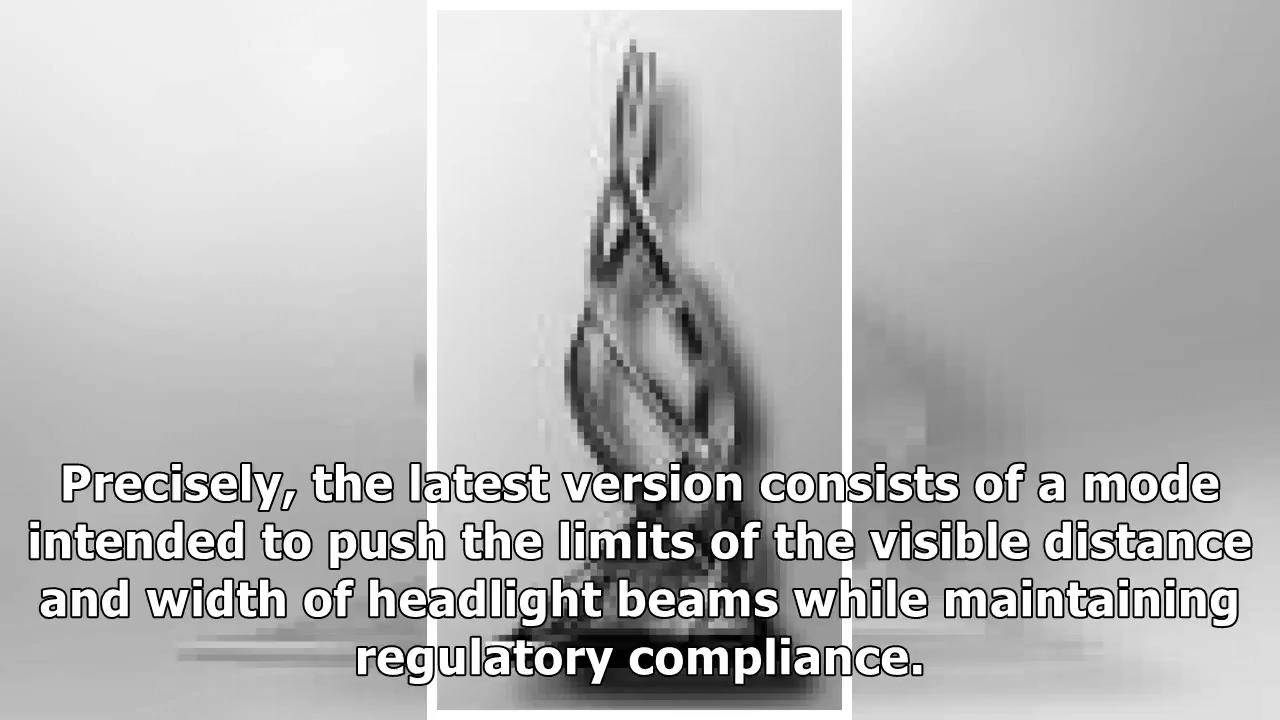 Precisely, the latest version consists of a mode
intended to push the limits of the visible distance
and width of headlight beams while maintaining
regulatory compliance.